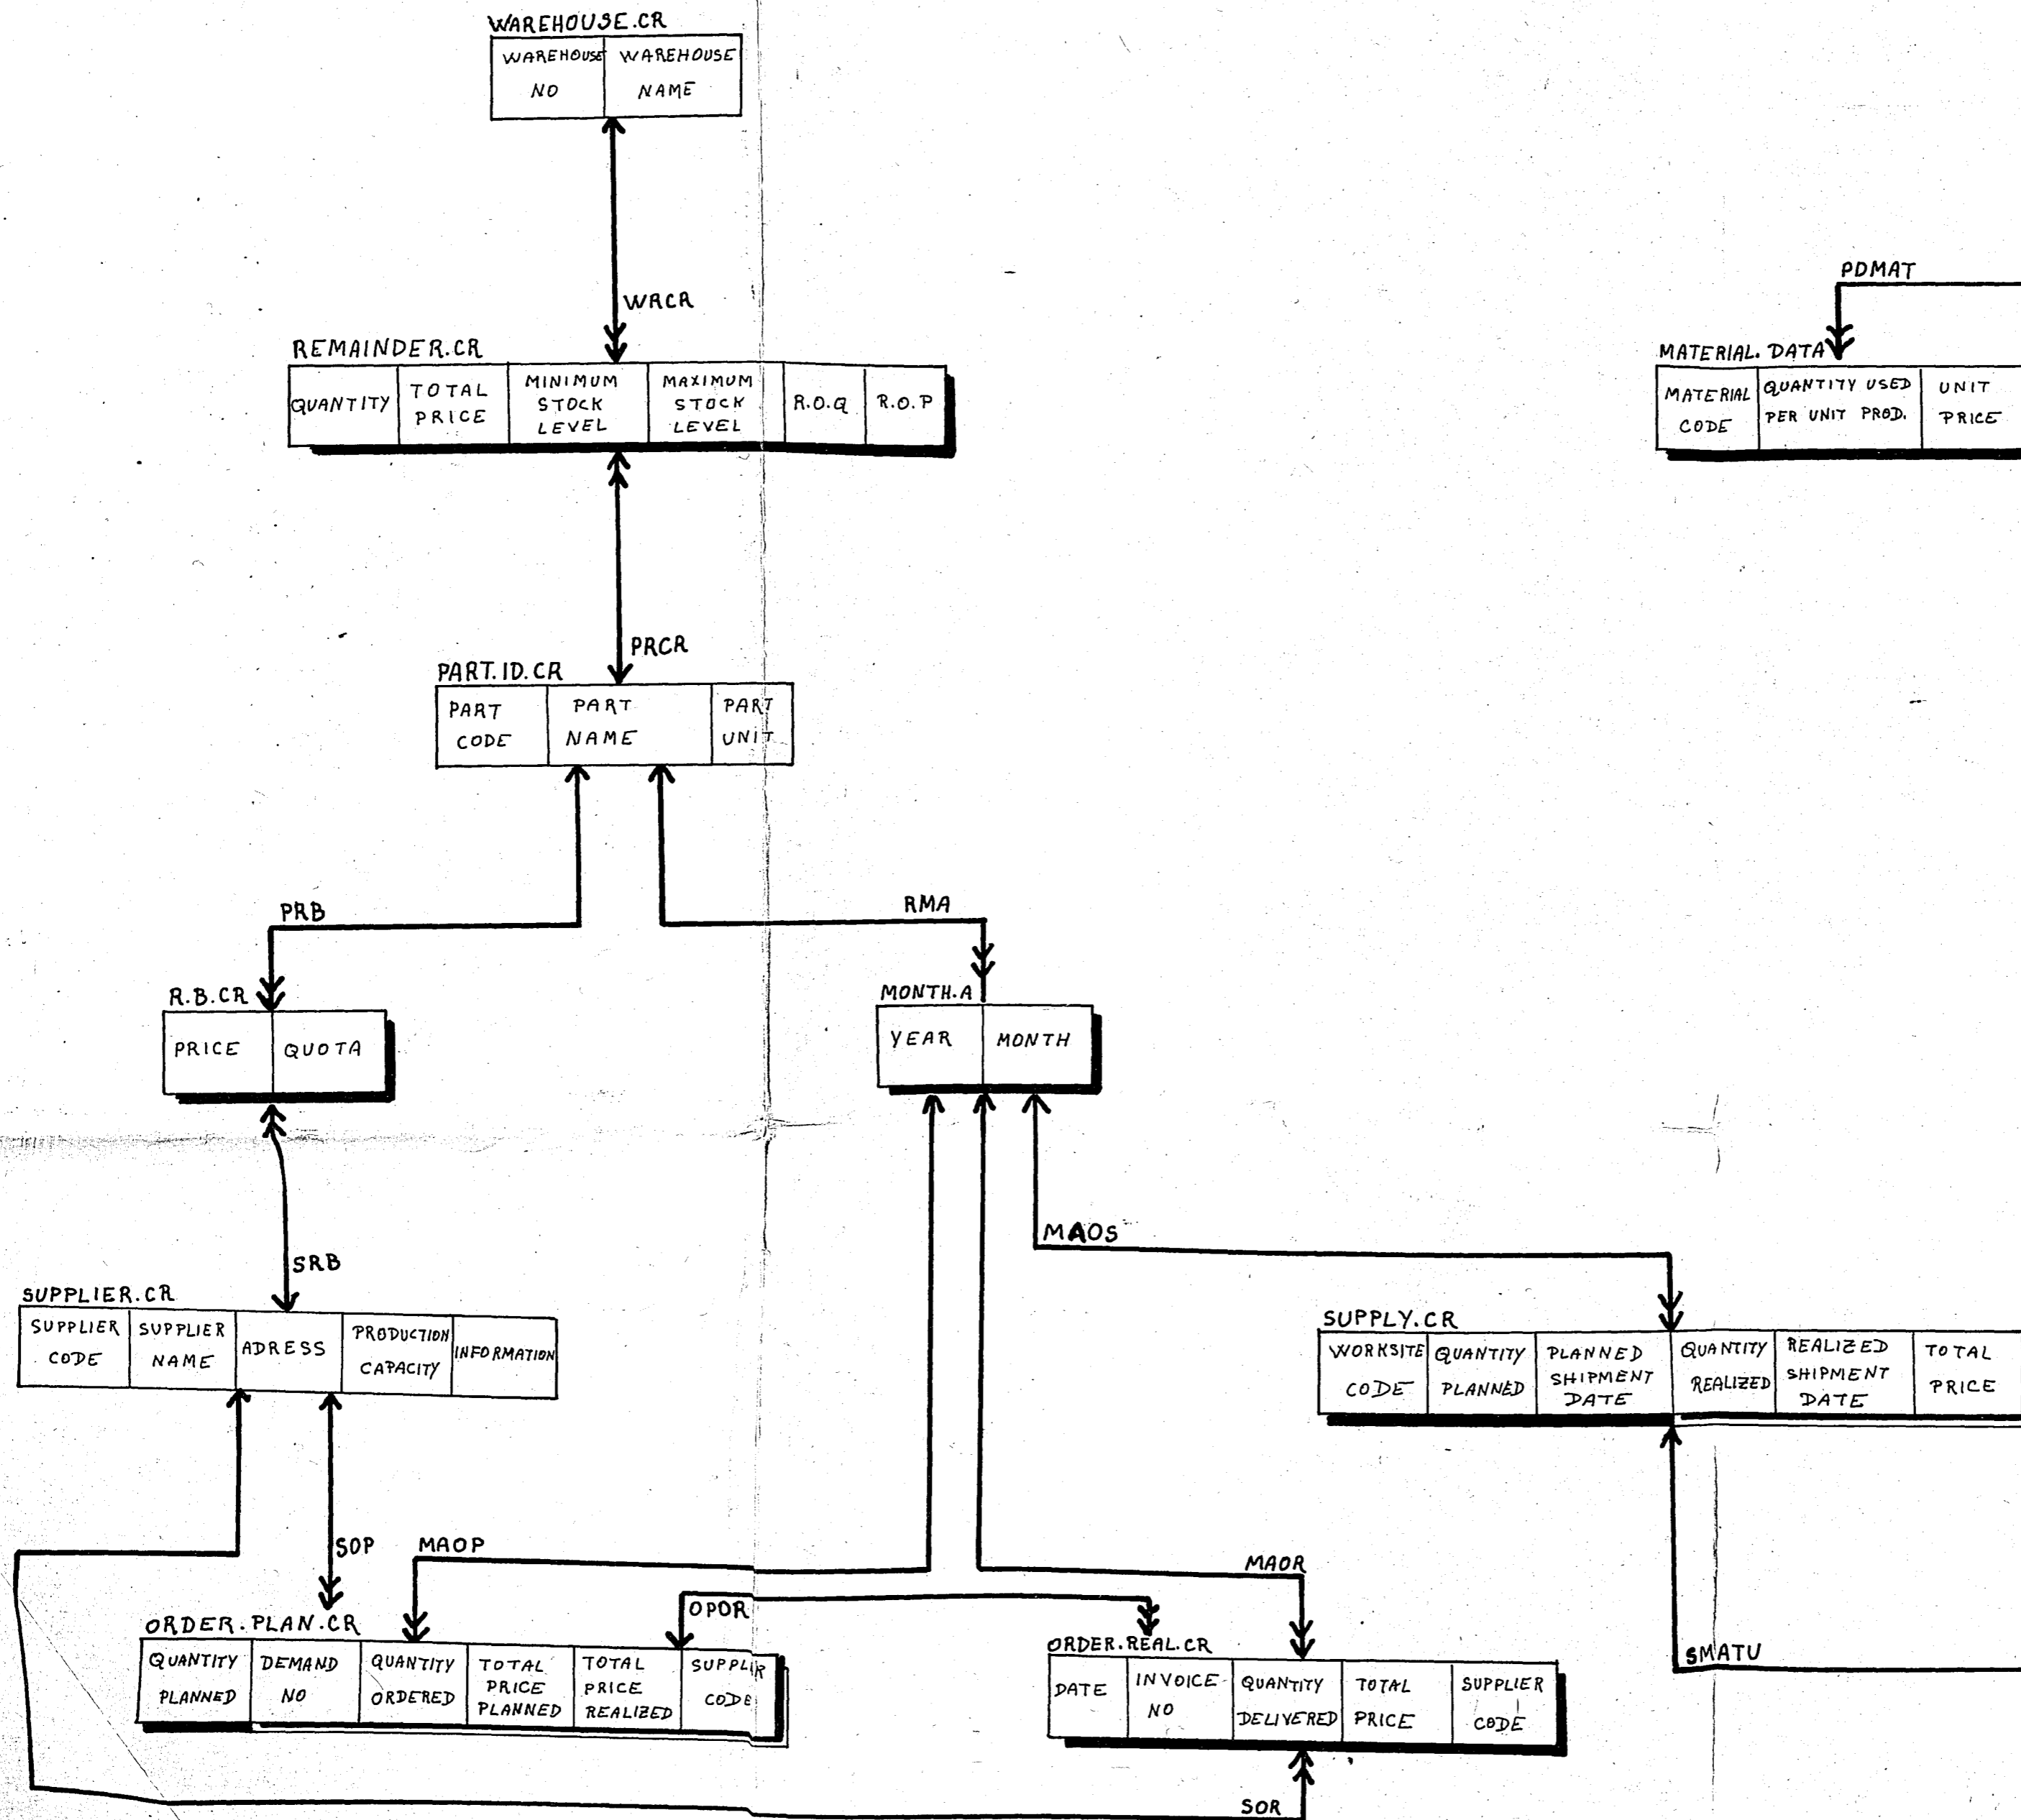 WAREHOUSE.CR
WAREHOUSE
NO
WAREHOUSE
NAME
WRCR
PDMAT
REMAINDER.CR
QUANTITY
TOTAL
PRICE
MINIMUM
STOCK
LEVEL
MAXIMUM
STOCK
LEVEL
R.O.Q
R.O.P
MATERIAL.DATA
MATERIAL
CODE
QUANTITY USED
PER UNIT PROD.
UNIT
PRICE
PRCR
PART.ID.CR
PART
CODE
PART
NAME
PART
UNIT
PRB
RMA
R.B.CR
PRICE
QUOTA
MONTH.A
YEAR
MONTH
MAOS
SRB
SUPPLIER.CR
SUPPLIER
CODE
SUPPLIER
NAME
ADRESS
PRODUCTION
CAPACITY
INFORMATION
SUPPLY.CR
WORKSITE
CODE
QUANTITY
PLANNED
PLANNED
SHIPMENT
DATE
QUANTITY
REALIZED
REALIZED
SHIPMENT
DATE
TOTAL
PRICE
SOP
MAOP
MAOR
OPOR
SMATU
ORDER.PLAN.CR
QUANTITY
PLANNED
DEMAND
NO
QUANTITY
ORDERED
TOTAL
PRICE
PLANNED
TOTAL
PRICE
REALIZED
SUPPLIR
CODE
ORDER.REAL.CR
DATE
INVOICE
NO
QUANTITY
DELIVERED
TOTAL
PRICE
SUPPLIER
CODE
SOR